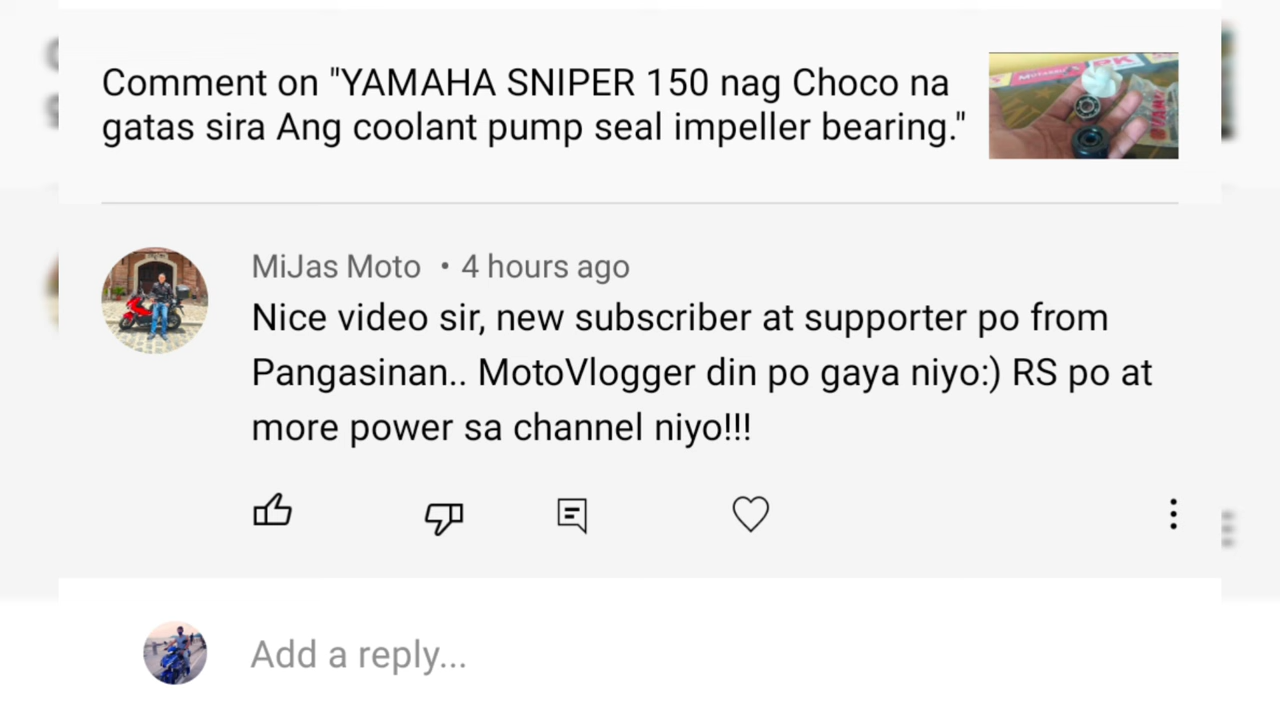 Comment on "YAMAHA SNIPER 150 nag Choco na
gatas sira Ang coolant pump seal impeller bearing."
MiJas Moto • 4 hours ago
Nice video sir, new subscriber at supporter po from
Pangasinan.. MotoVlogger din po gaya niyo:) RS po at
more power sa channel niyo!!!
Add a reply...